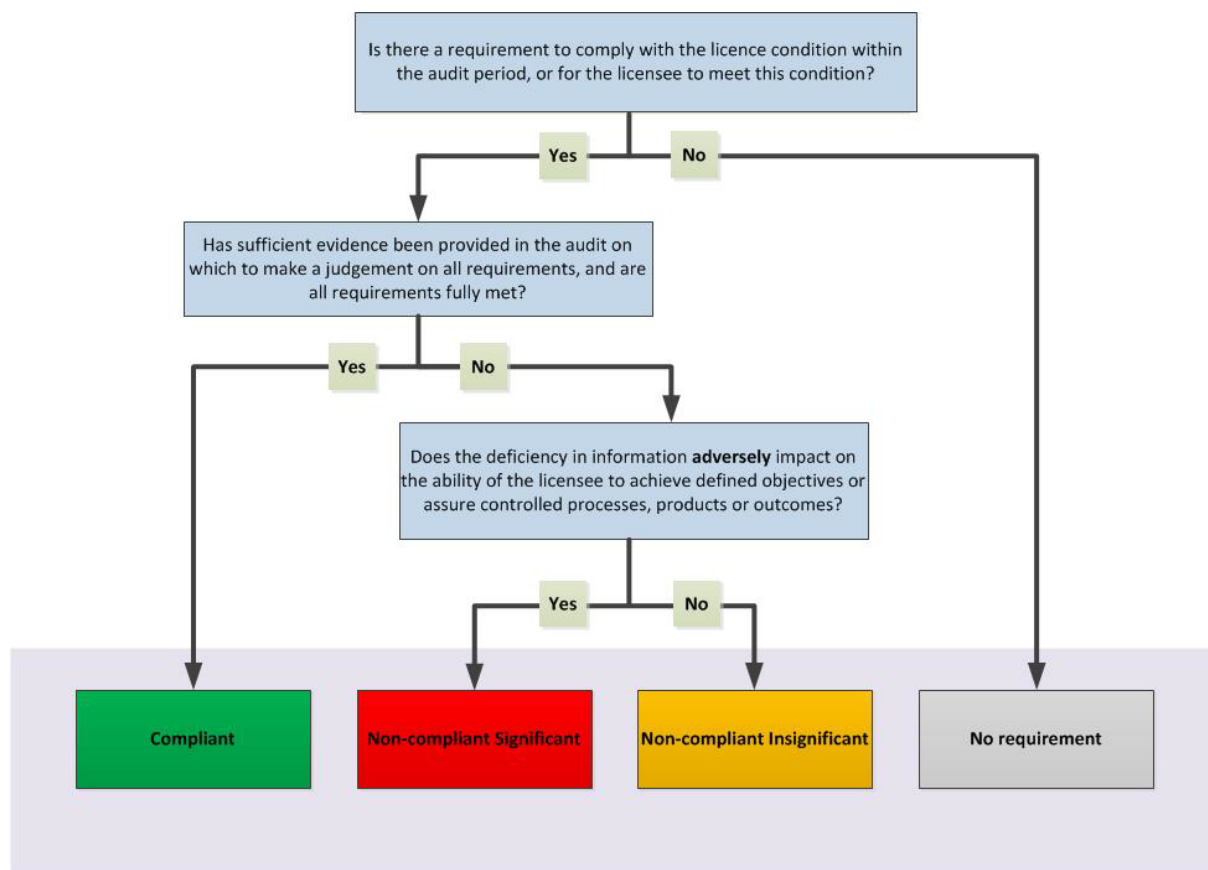 Is there a requirement to comply with the licence condition within
the audit period, or for the licensee to meet this condition?
Yes
No
Has sufficient evidence been provided in the audit on
which to make a judgement on all requirements, and are
all requirements fully met?
Yes
No
Does the deficiency in information adversely impact on
the ability of the licensee to achieve defined objectives or
assure controlled processes, products or outcomes?
Yes
No
Compliant
Non-compliant Significant
Non-compliant Insignificant
No requirement